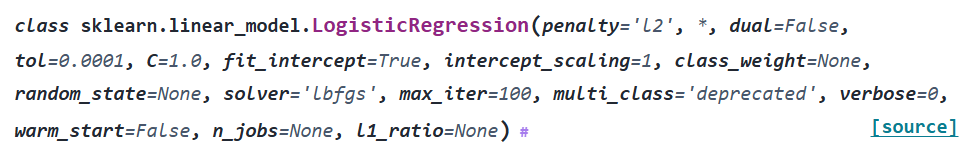 class sklearn.linear_model.LogisticRegression(penalty='l2', *, dual=False,
tol=0.0001, C=1.0, fit_intercept=True, intercept_scaling=1, class_weight=None,
random_state=None, solver='lbfgs', max_iter=100, multi_class='deprecated', verbose=0,
warm_start=False, n_jobs=None, l1_ratio=None) # [source]